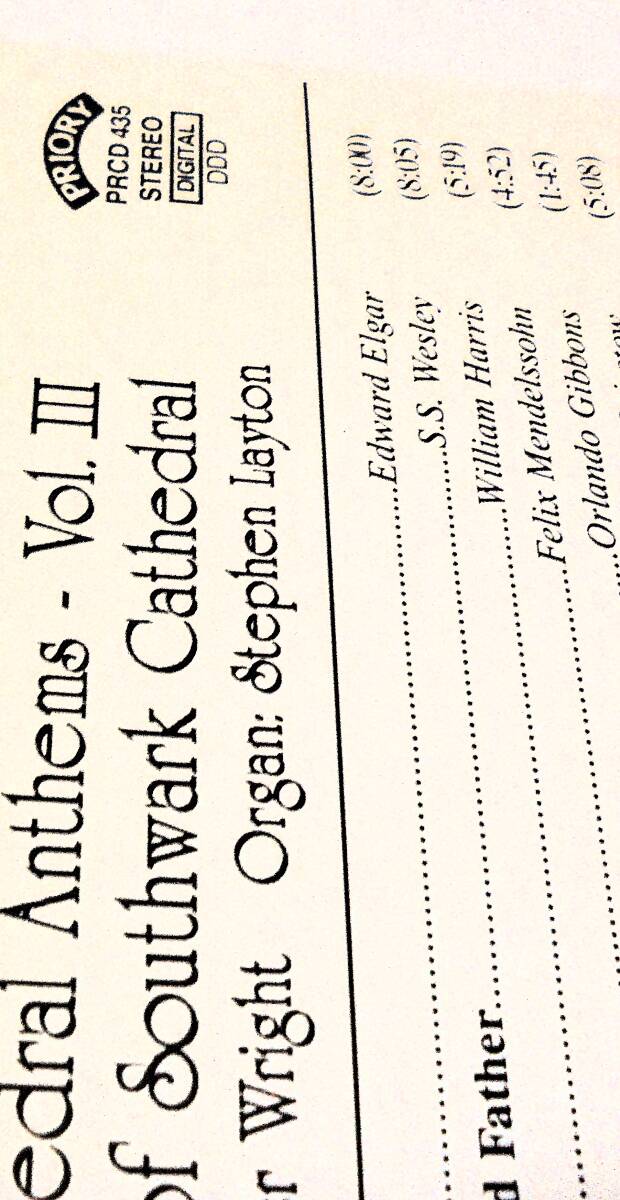 PRIORY
PRCD 435
STEREO
DIGITAL
DDD
edral Anthems - Vol. III
of Southwark Cathedral
r Wright Organ: Stephen Layton
Edward Elgar (8:00)
S.S. Wesley (8:05)
d Father William Harris (5:19)
Felix Mendelssohn (4:52)
Orlando Gibbons (1:45)
(5:08)